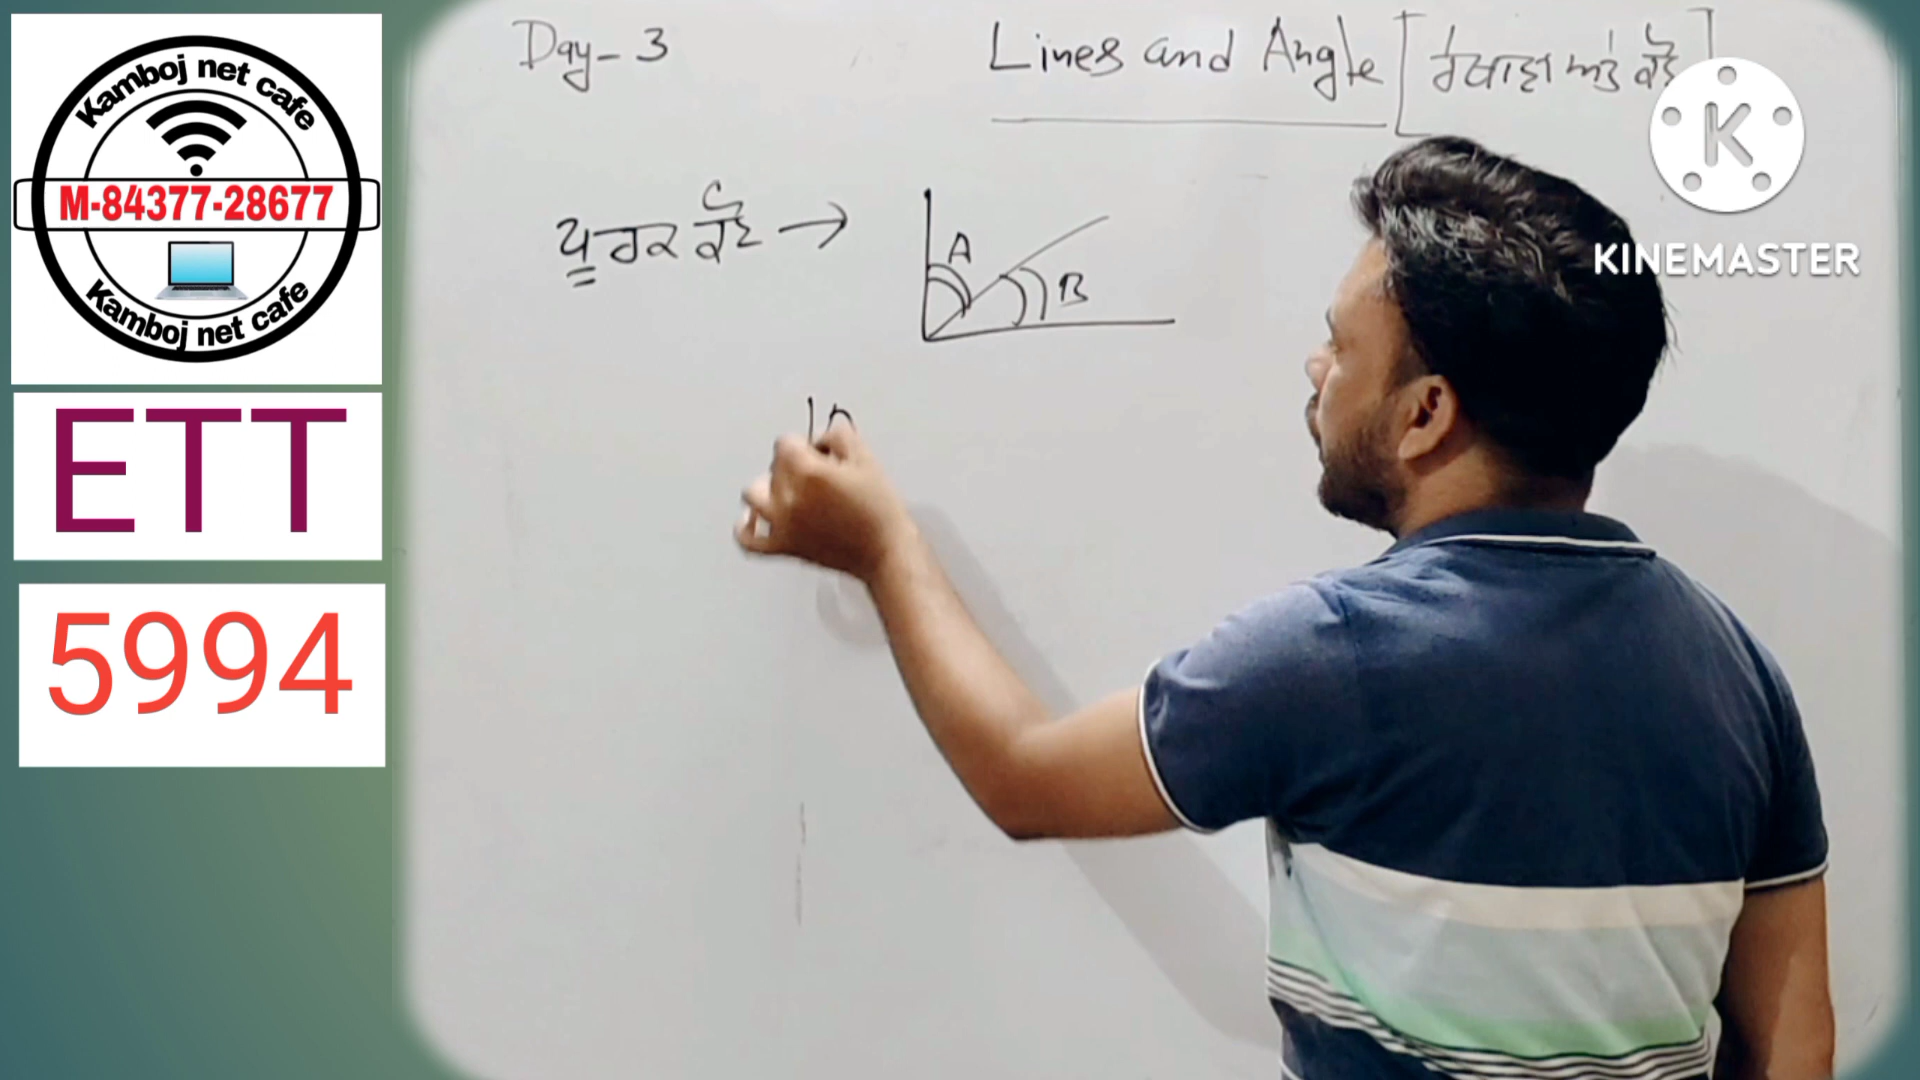 Kamboj net cafe
M-84377-28677
Kamboj net cafe
ETT
5994
Day-3
Lines and Angle [ਰੇਖਾਵਾਂ ਅਤੇ ਕੋਣ]
ਪੂਰਕ ਕੋਣ →
A
B
K
KINEMASTER